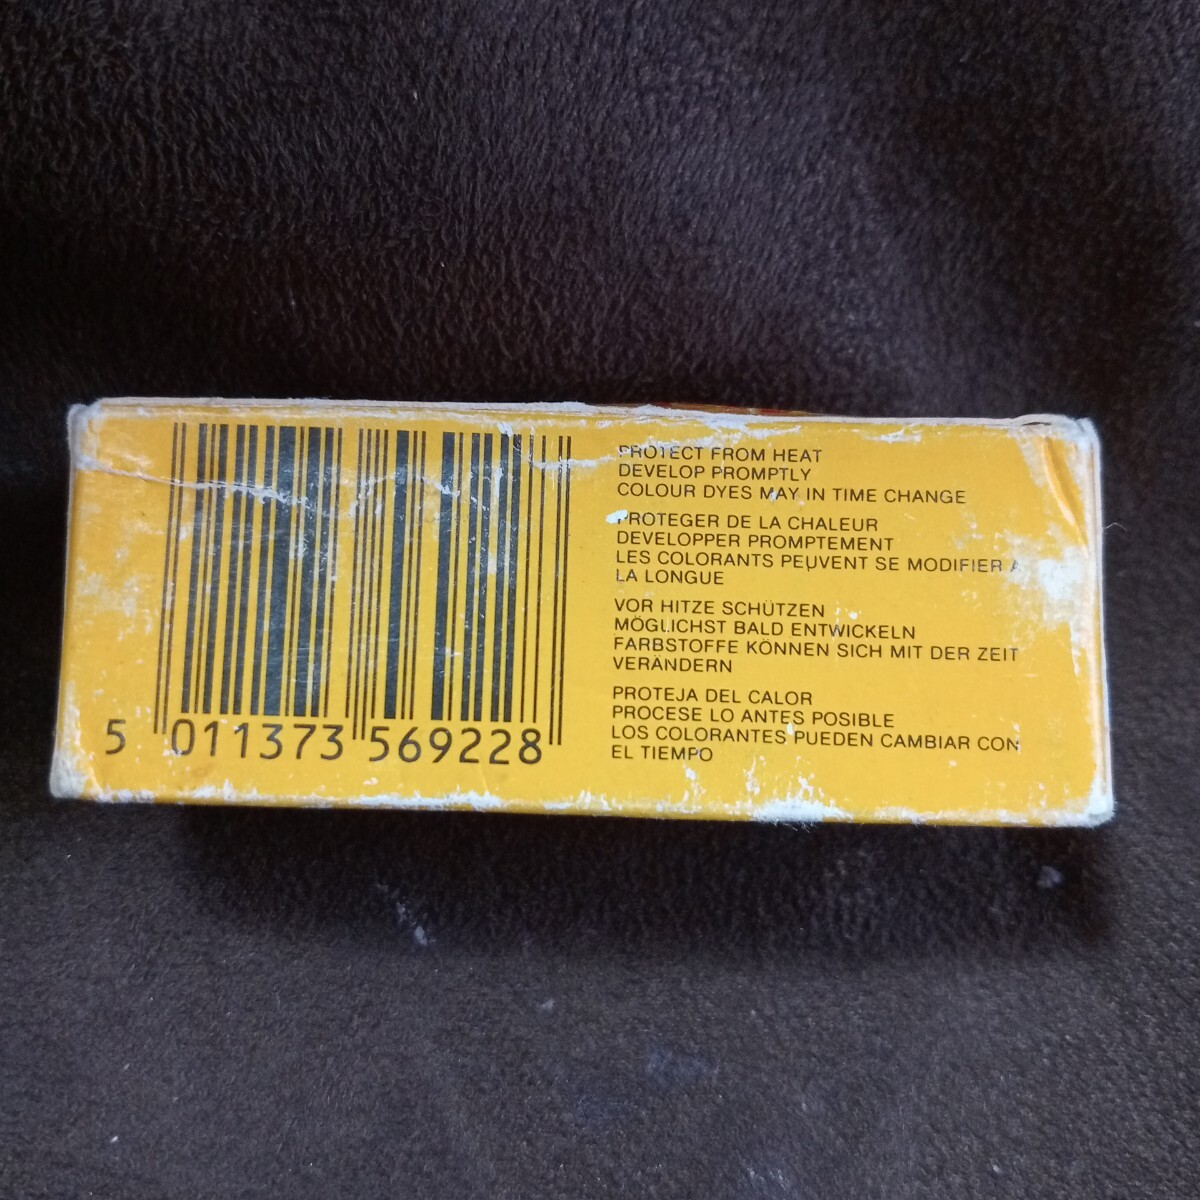 5 011373 569228
PROTECT FROM HEAT
DEVELOP PROMPTLY
COLOUR DYES MAY IN TIME CHANGE
PROTEGER DE LA CHALEUR
DEVELOPPER PROMPTEMENT
LES COLORANTS PEUVENT SE MODIFIER A
LA LONGUE
VOR HITZE SCHÜTZEN
MÖGLICHST BALD ENTWICKELN
FARBSTOFFE KÖNNEN SICH MIT DER ZEIT
VERÄNDERN
PROTEJA DEL CALOR
PROCESE LO ANTES POSIBLE
LOS COLORANTES PUEDEN CAMBIAR CON
EL TIEMPO